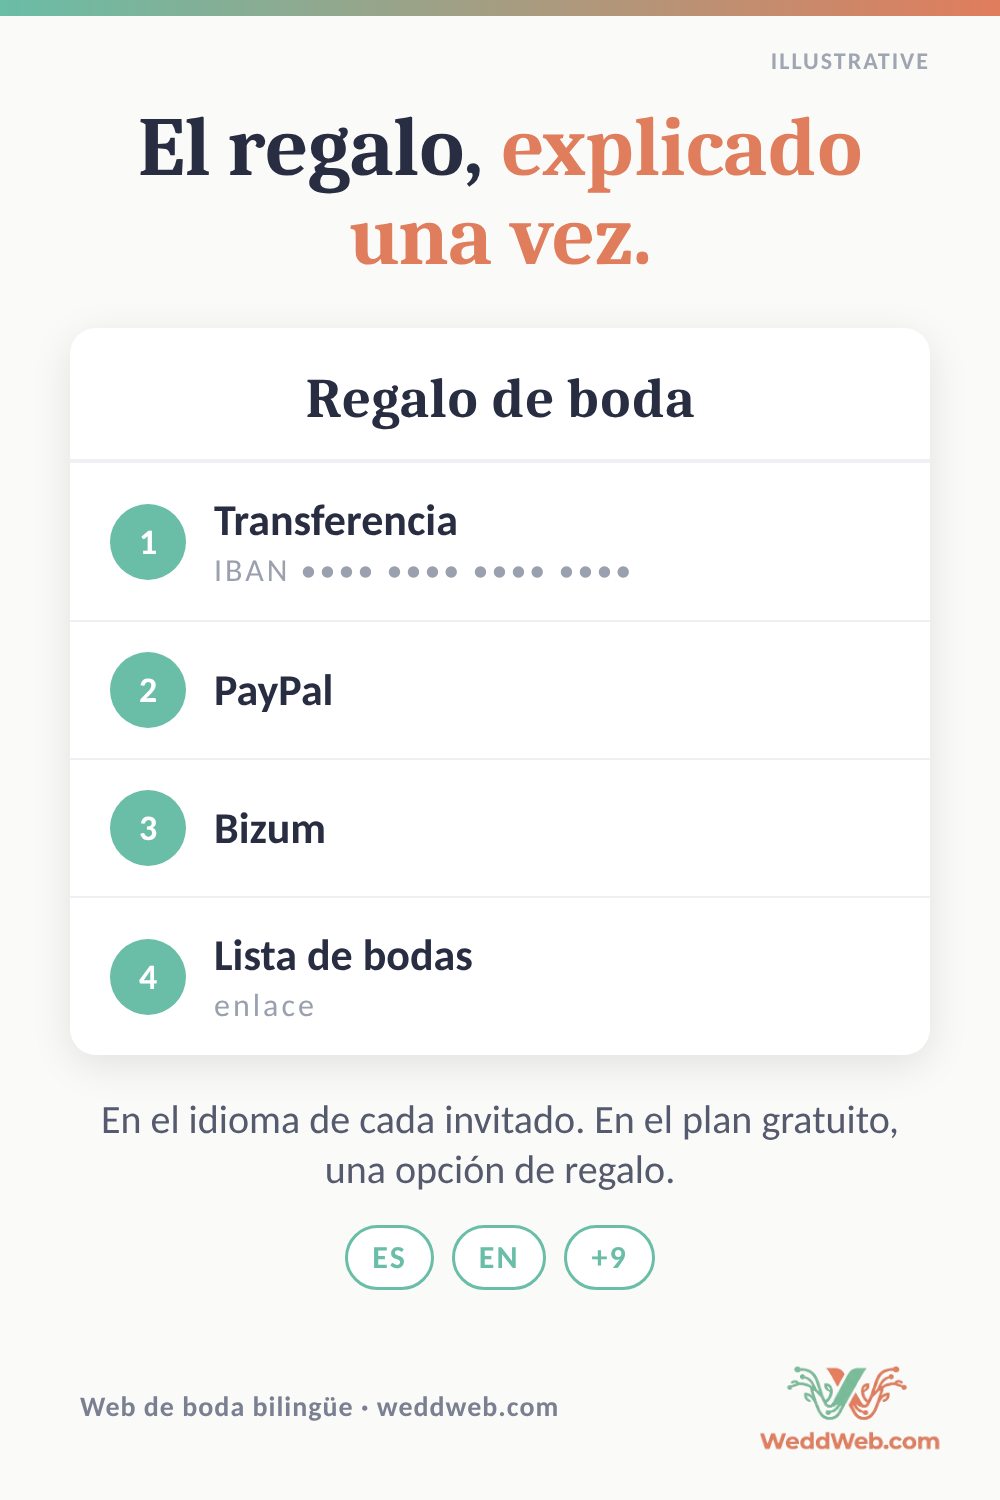 ILLUSTRATIVE
El regalo, explicado
una vez.
Regalo de boda
1
Transferencia
IBAN •••• •••• •••• ••••
2
PayPal
3
Bizum
4
Lista de bodas
enlace
En el idioma de cada invitado. En el plan gratuito,
una opción de regalo.
ES EN +9
Web de boda bilingüe · weddweb.com
WeddWeb.com